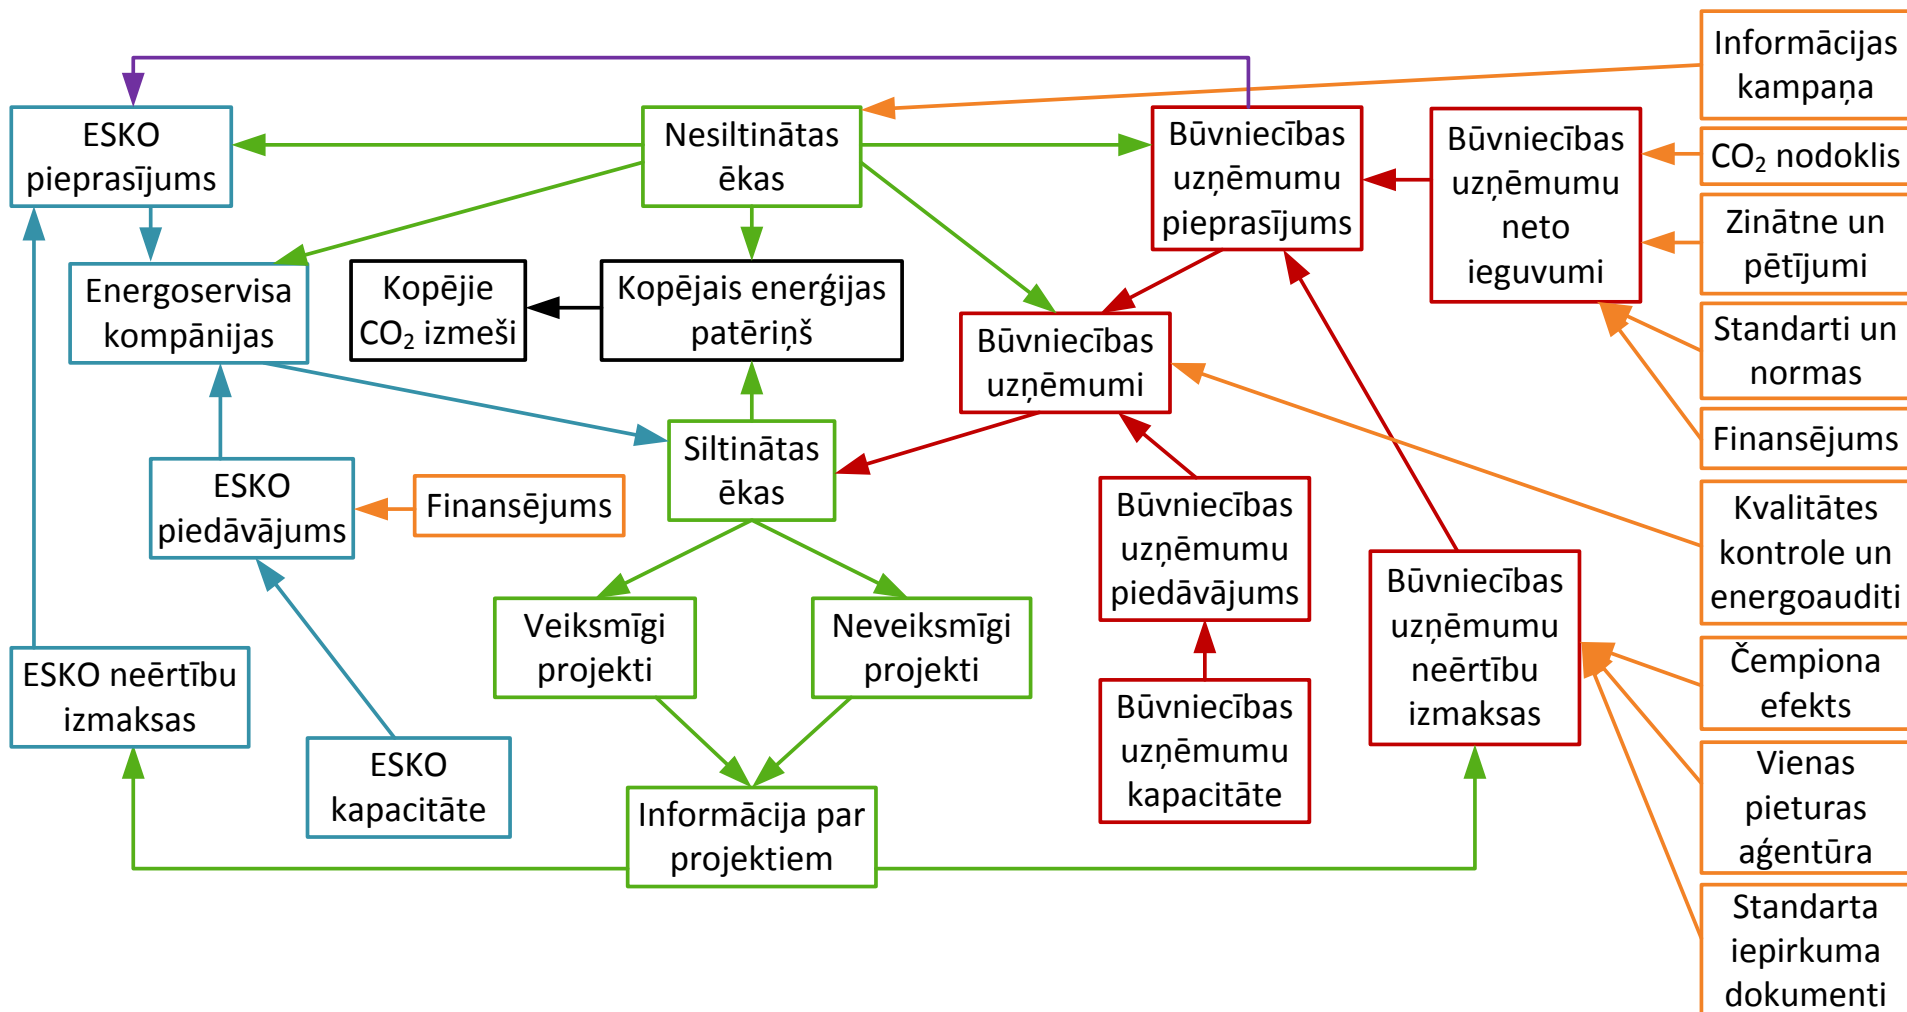 Informācijas
kampaņa
ESKO
pieprasījums
Nesiltinātas
ēkas
Būvniecības
uzņēmumu
pieprasījums
Būvniecības
uzņēmumu
neto
ieguvumi
CO₂ nodoklis
Zinātne un
pētījumi
Energoservisa
kompānijas
Kopējie
CO₂ izmeši
Kopējais enerģijas
patēriņš
Būvniecības
uzņēmumi
Standarti un
normas
Finansējums
Siltinātas
ēkas
ESKO
piedāvājums
Finansējums
Būvniecības
uzņēmumu
piedāvājums
Kvalitātes
kontrole un
energoauditi
Būvniecības
uzņēmumu
neērtību
izmaksas
Veiksmīgi
projekti
Neveiksmīgi
projekti
ESKO neērtību
izmaksas
Čempiona
efekts
Būvniecības
uzņēmumu
kapacitāte
ESKO
kapacitāte
Vienas
pieturas
aģentūra
Informācija par
projektiem
Standarta
iepirkuma
dokumenti